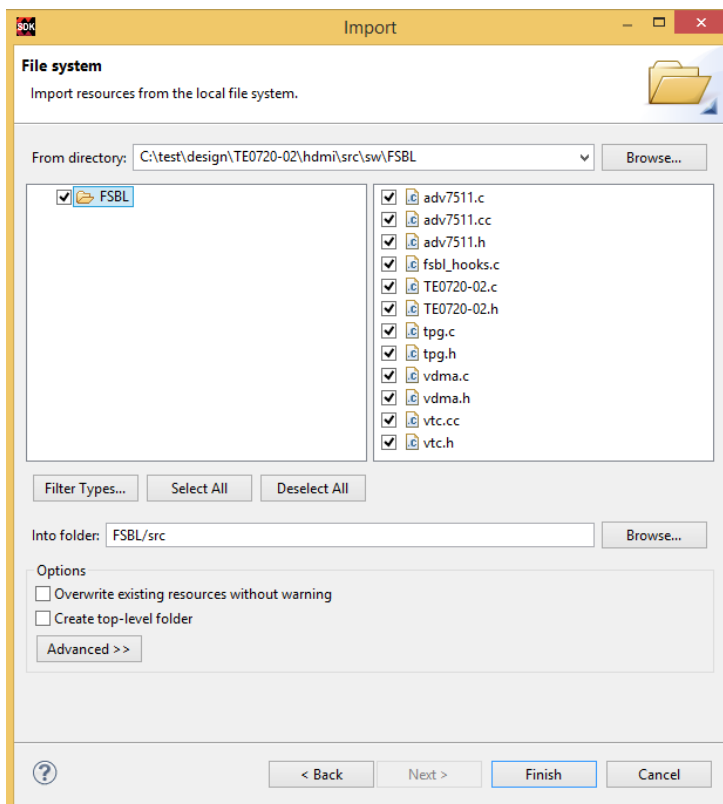 SDK
Import
File system
Import resources from the local file system.
From directory: C:\test\design\TE0720-02\hdmi\src\sw\FSBL Browse...
FSBL
.c adv7511.c
.c adv7511.cc
.c adv7511.h
.c fsbl_hooks.c
.c TE0720-02.c
.c TE0720-02.h
.c tpg.c
.c tpg.h
.c vdma.c
.c vdma.h
.c vtc.cc
.c vtc.h
Filter Types... Select All Deselect All
Into folder: FSBL/src Browse...
Options
Overwrite existing resources without warning
Create top-level folder
Advanced >>
? < Back Next > Finish Cancel